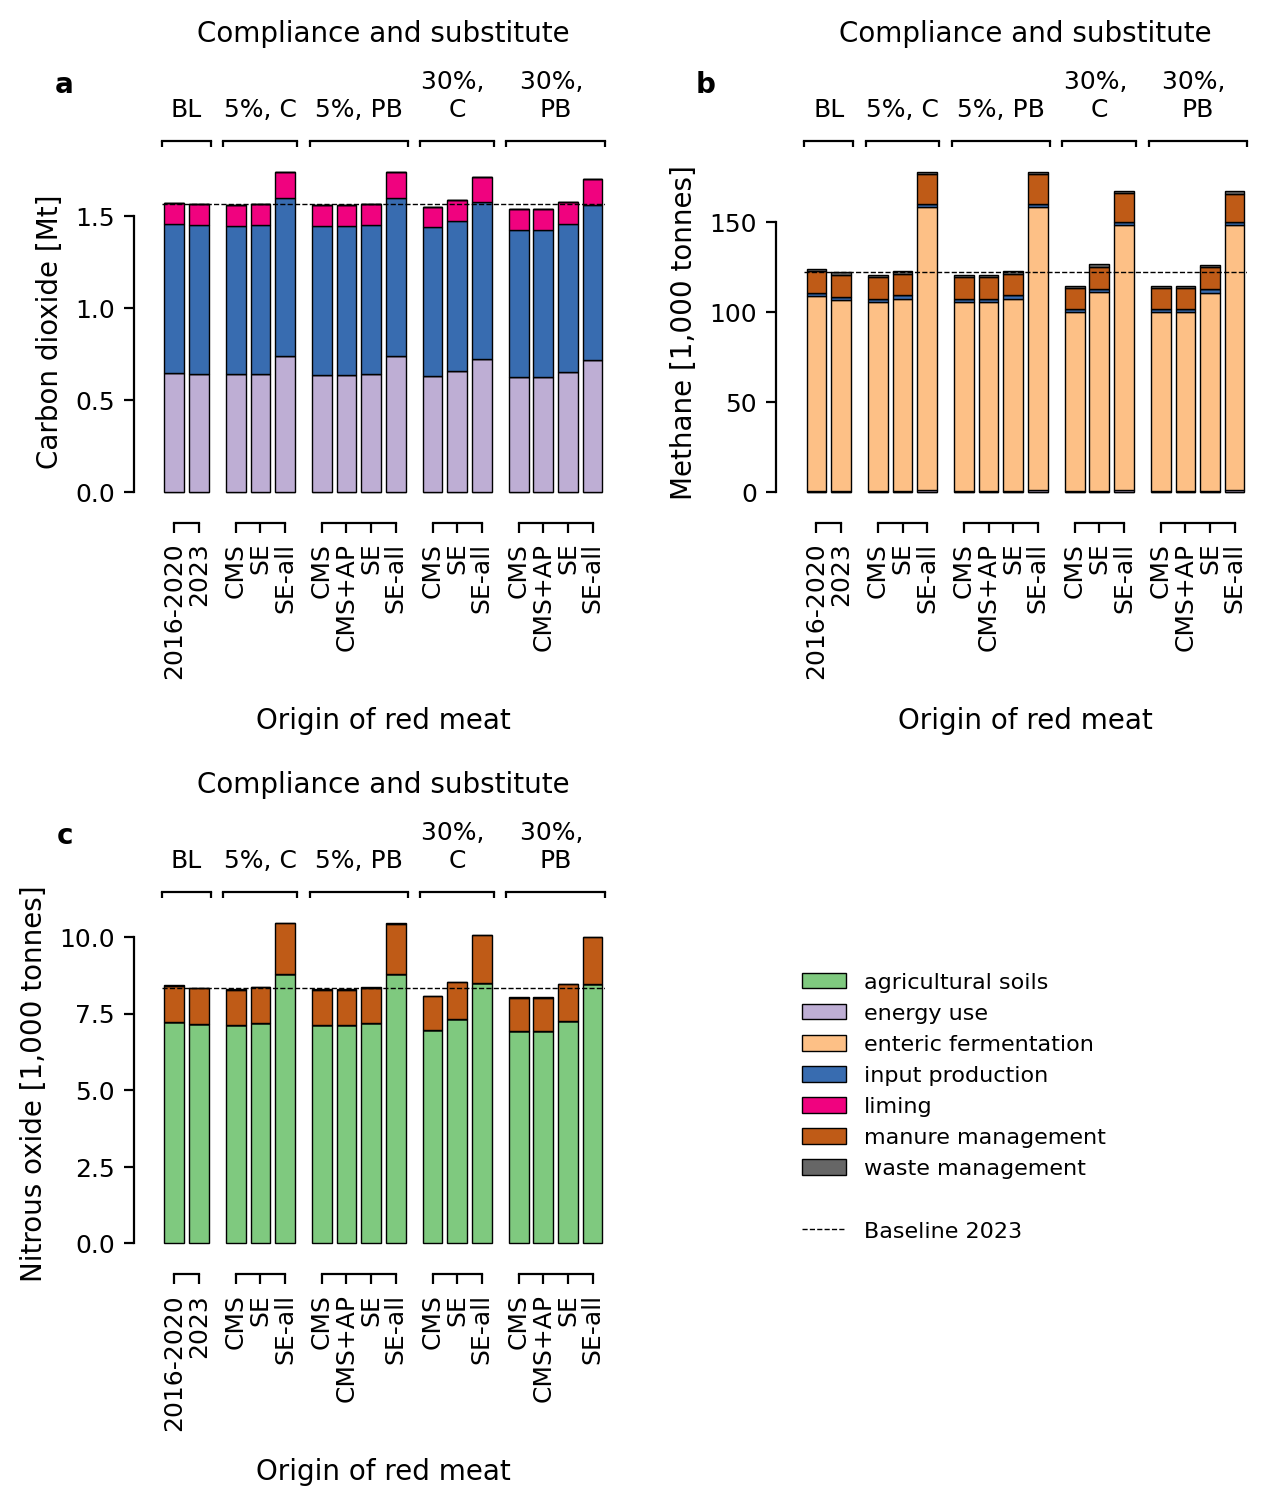 Compliance and substitute
a
BL
5%, C
5%, PB
30%,
C
30%,
PB
Carbon dioxide [Mt]
1.5
1.0
0.5
0.0
2016-2020
2023
CMS
SE
SE-all
CMS
CMS+AP
SE
SE-all
CMS
SE
SE-all
CMS
CMS+AP
SE
SE-all
Origin of red meat
Compliance and substitute
b
BL
5%, C
5%, PB
30%,
C
30%,
PB
Methane [1,000 tonnes]
150
100
50
0
2016-2020
2023
CMS
SE
SE-all
CMS
CMS+AP
SE
SE-all
CMS
SE
SE-all
CMS
CMS+AP
SE
SE-all
Origin of red meat
Compliance and substitute
c
BL
5%, C
5%, PB
30%,
C
30%,
PB
Nitrous oxide [1,000 tonnes]
10.0
7.5
5.0
2.5
0.0
2016-2020
2023
CMS
SE
SE-all
CMS
CMS+AP
SE
SE-all
CMS
SE
SE-all
CMS
CMS+AP
SE
SE-all
Origin of red meat
agricultural soils
energy use
enteric fermentation
input production
liming
manure management
waste management
Baseline 2023